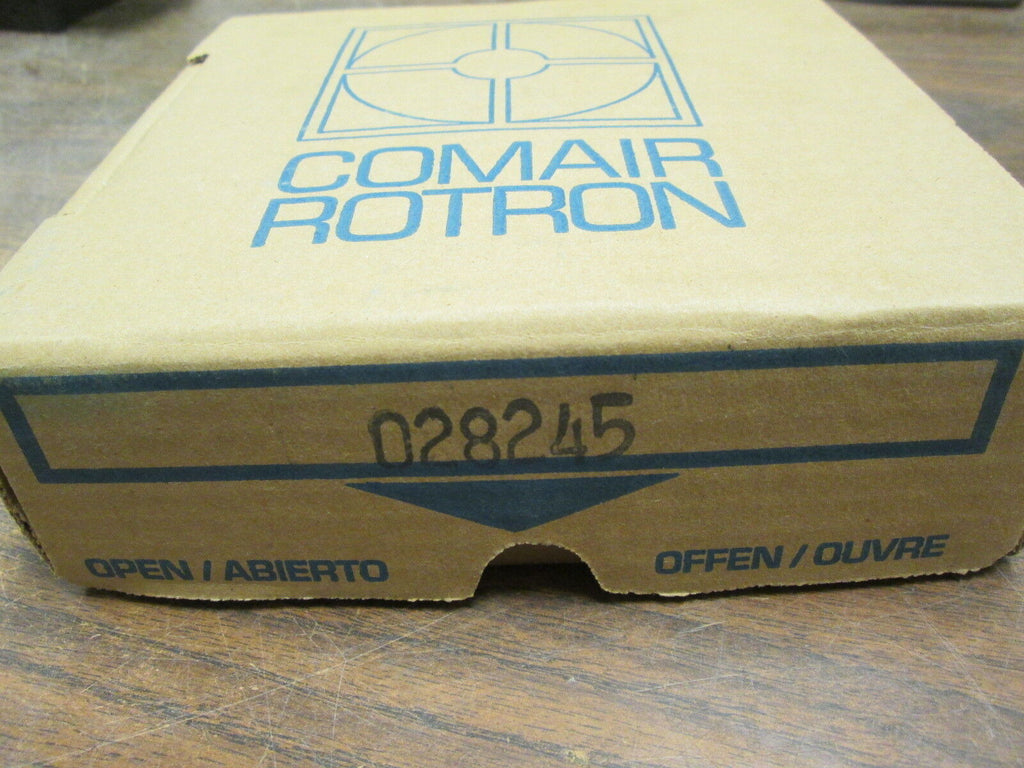 COMAIR
ROTRON
028245
OPEN / ABIERTO
OFFEN / OUVRE